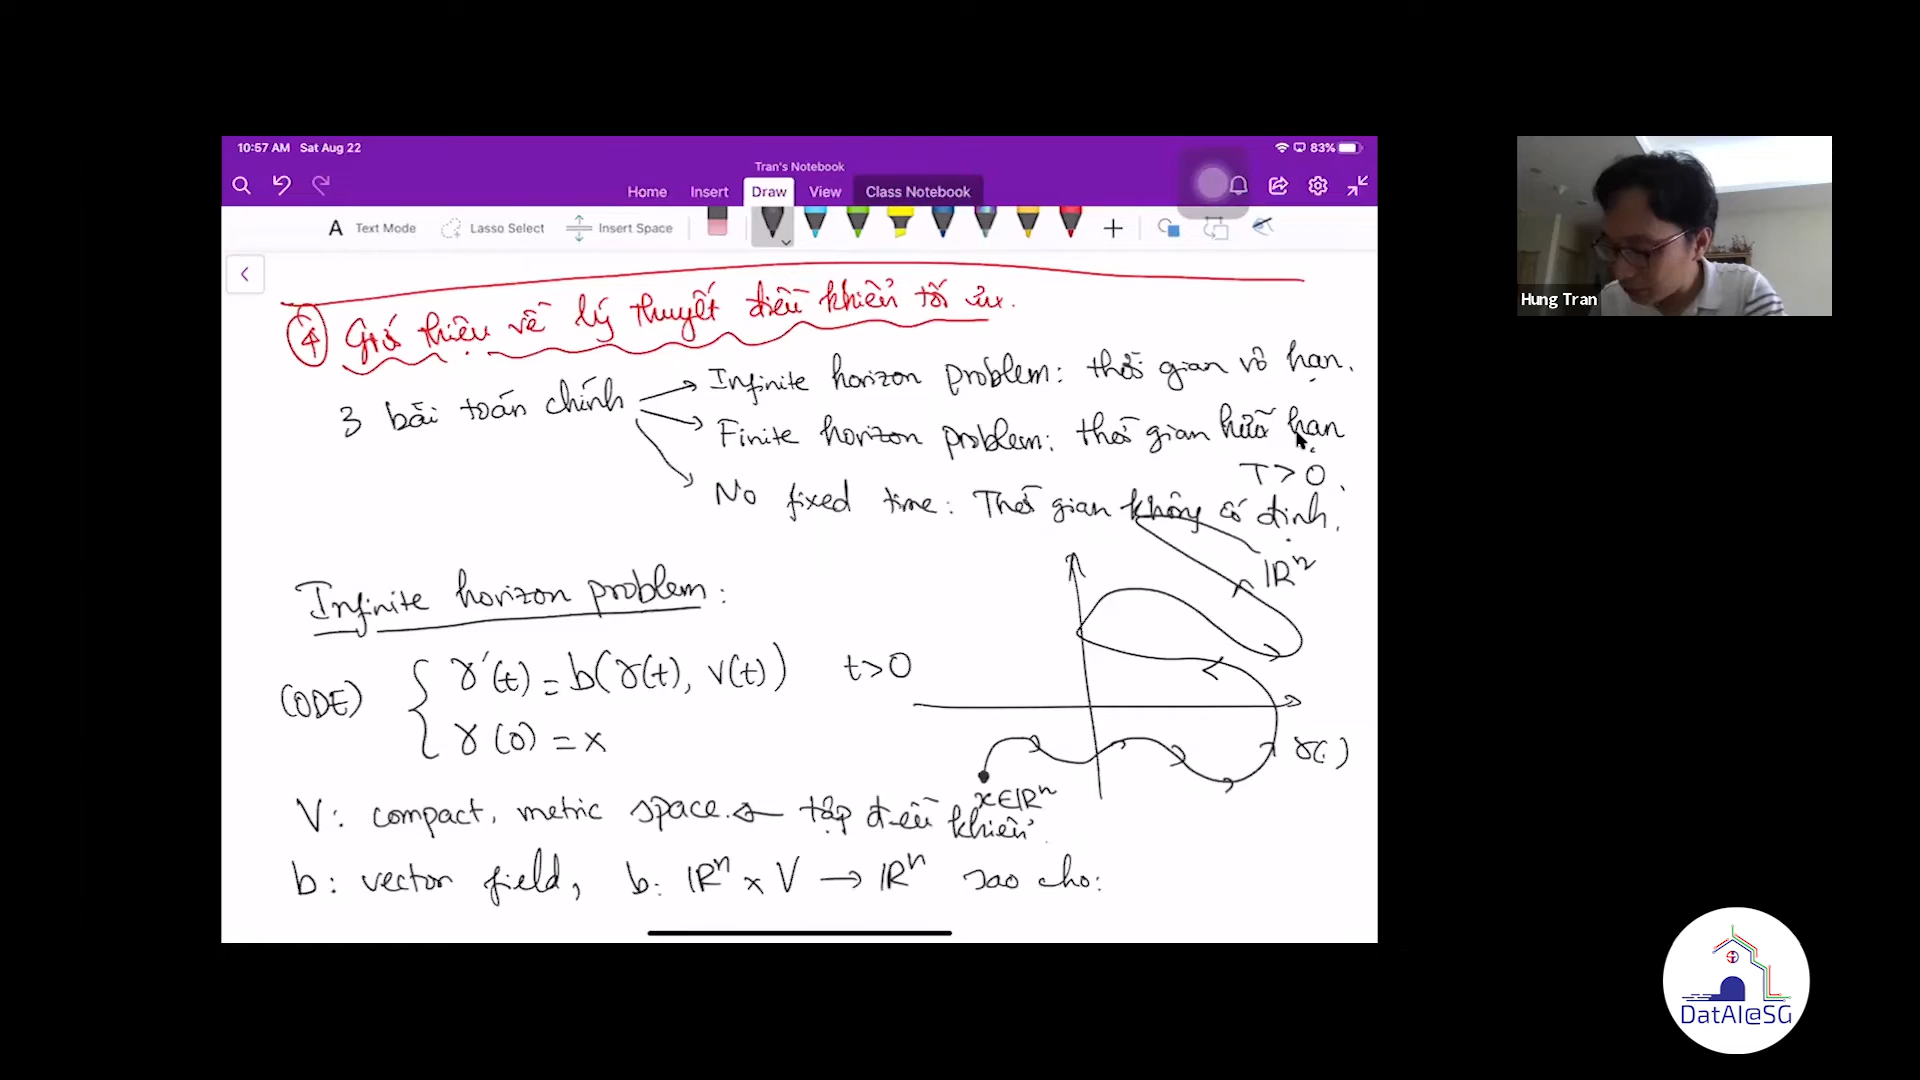 10:57 AM Sat Aug 22
83%
Tran's Notebook
Home Insert Draw View Class Notebook
A Text Mode Lasso Select Insert Space
④ Giới thiệu về lý thuyết điều khiển tối ưu.
3 bài toán chính
Infinite horizon problem: thời gian vô hạn.
Finite horizon problem: thời gian hữu hạn
T > 0.
No fixed time: Thời gian không cố định.
ℝⁿ
Infinite horizon problem:
(ODE) { γ'(t) = b(γ(t), v(t)) t>0
γ(0) = x
γ(·)
x∈ℝⁿ
V: compact, metric space. ← tập điều khiển.
b: vector field, b: ℝⁿ × V → ℝⁿ sao cho:
Hung Tran
DatAI@SG